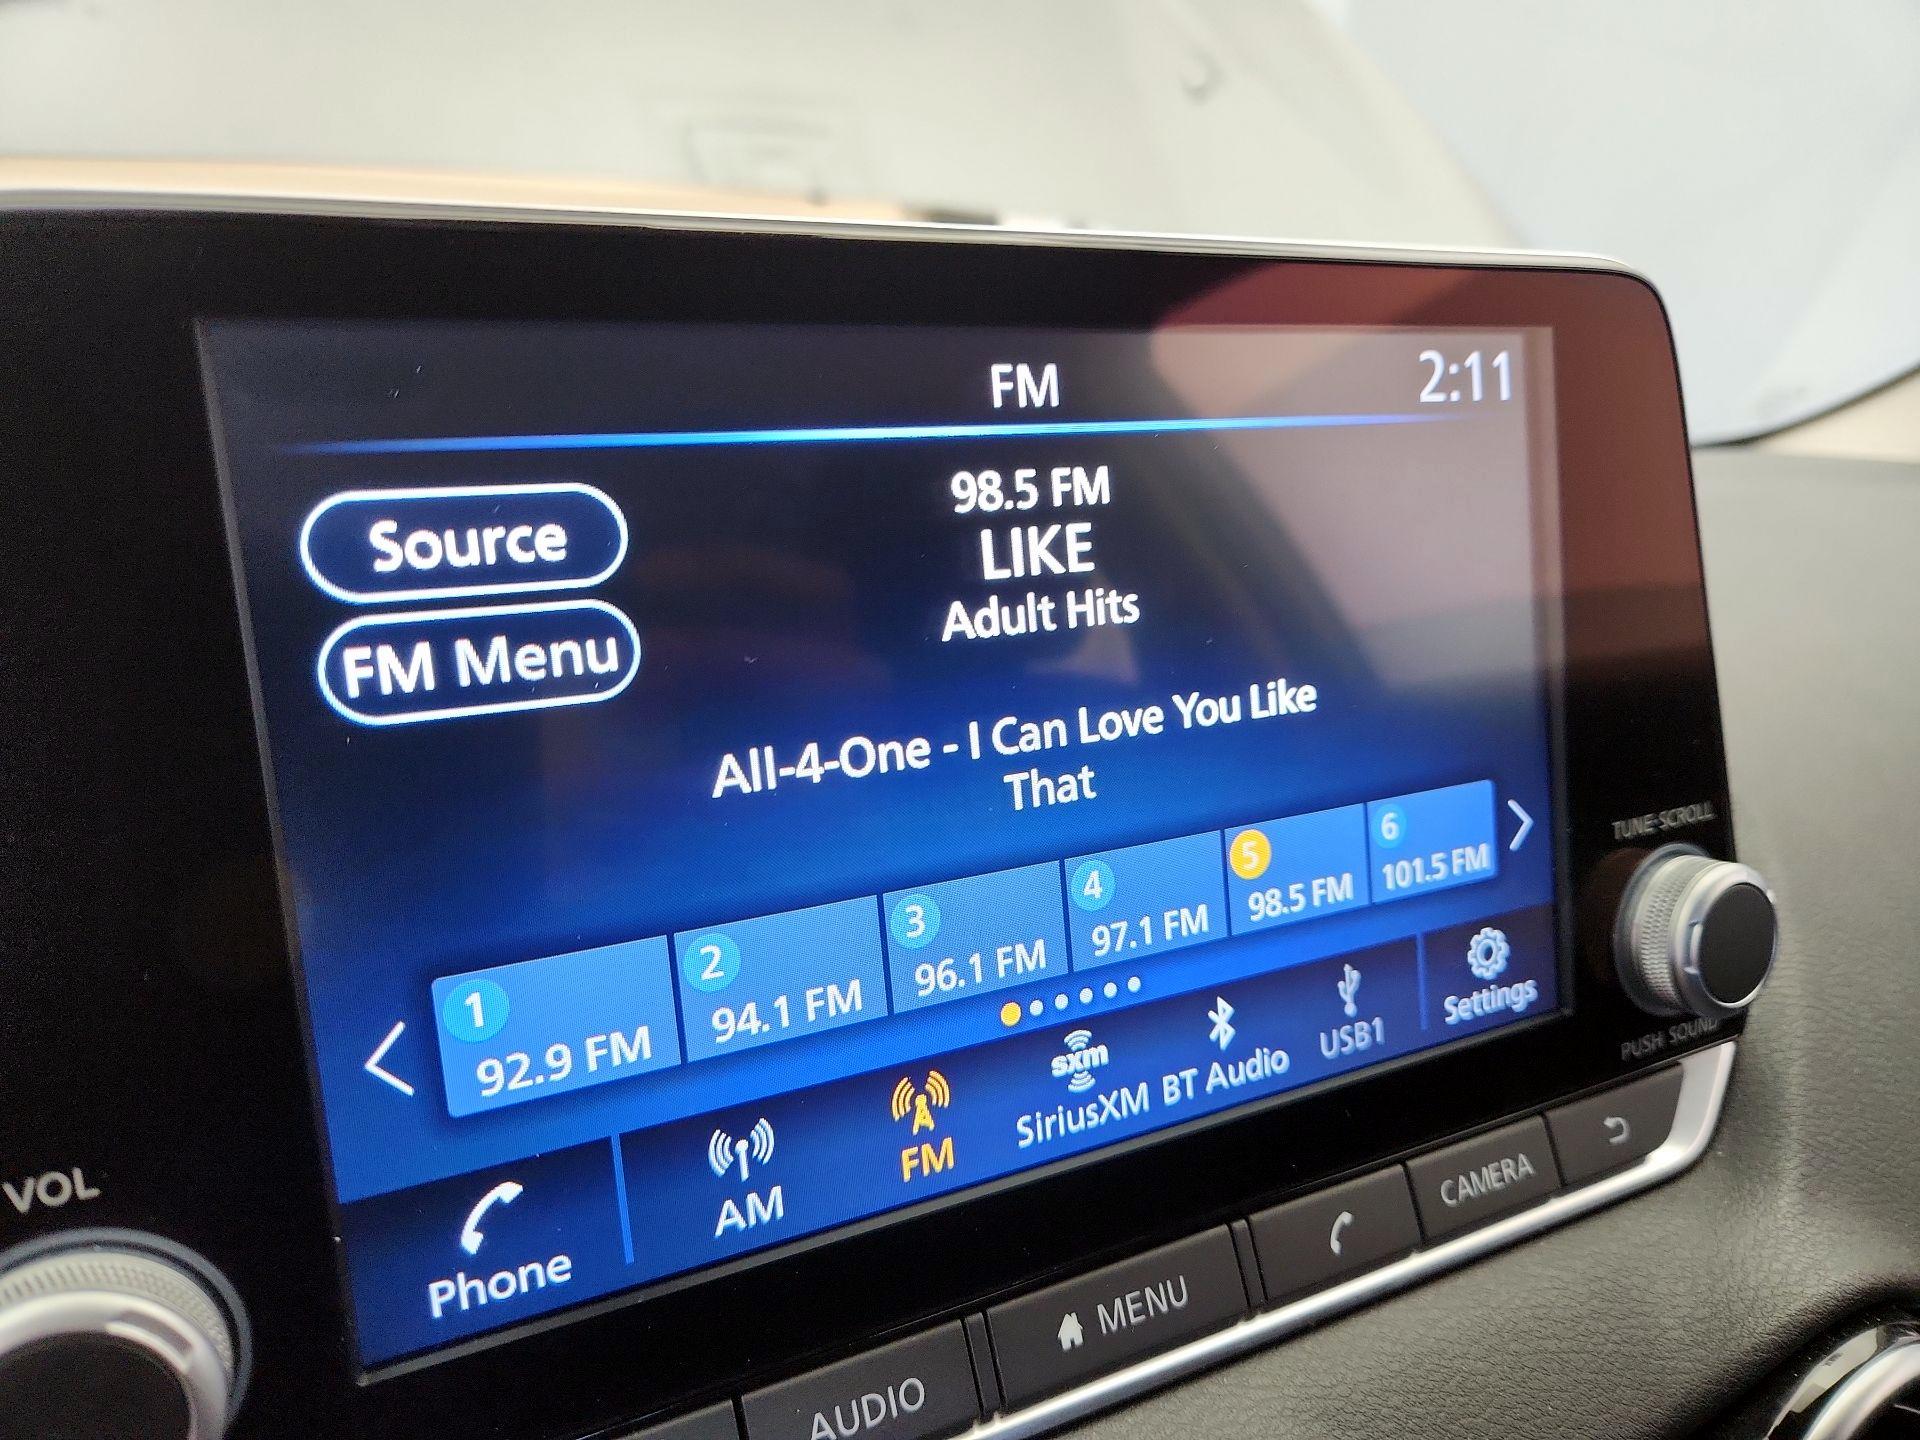 FM
2:11
Source
98.5 FM
LIKE
Adult Hits
FM Menu
All-4-One - I Can Love You Like
That
1
92.9 FM
2
94.1 FM
3
96.1 FM
4
97.1 FM
5
98.5 FM
6
101.5 FM
Phone
AM
FM
sxm
SiriusXM
BT Audio
USB1
Settings
TUNE·SCROLL
PUSH SOUND
VOL
AUDIO
MENU
CAMERA